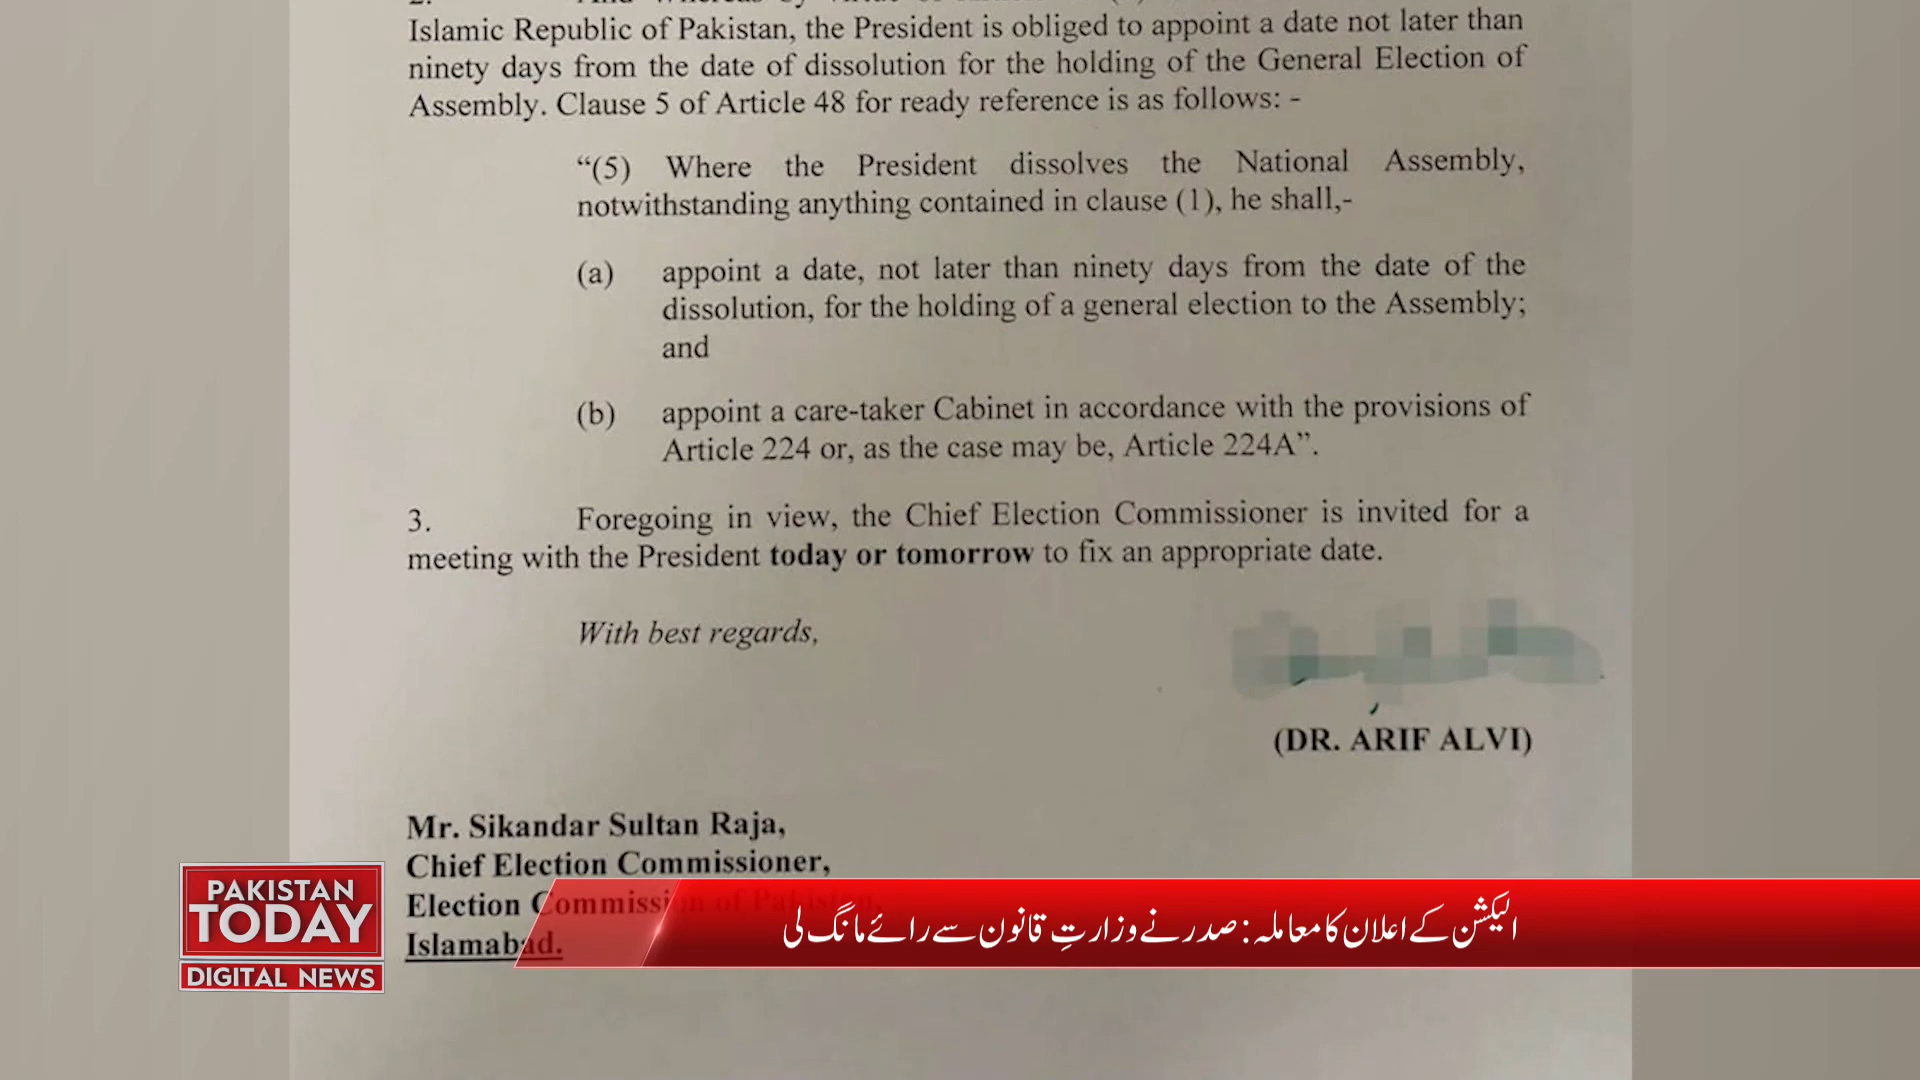 Islamic Republic of Pakistan, the President is obliged to appoint a date not later than
ninety days from the date of dissolution for the holding of the General Election of
Assembly. Clause 5 of Article 48 for ready reference is as follows: -
“(5) Where the President dissolves the National Assembly,
notwithstanding anything contained in clause (1), he shall,-
(a) appoint a date, not later than ninety days from the date of the
dissolution, for the holding of a general election to the Assembly;
and
(b) appoint a care-taker Cabinet in accordance with the provisions of
Article 224 or, as the case may be, Article 224A”.
3. Foregoing in view, the Chief Election Commissioner is invited for a
meeting with the President today or tomorrow to fix an appropriate date.
With best regards,
(DR. ARIF ALVI)
Mr. Sikandar Sultan Raja,
Chief Election Commissioner,
Election Commission of Pakistan,
Islamabad.
PAKISTAN
TODAY
DIGITAL NEWS
الیکشن کے اعلان کا معاملہ: صدر نے وزارتِ قانون سے رائے مانگ لی